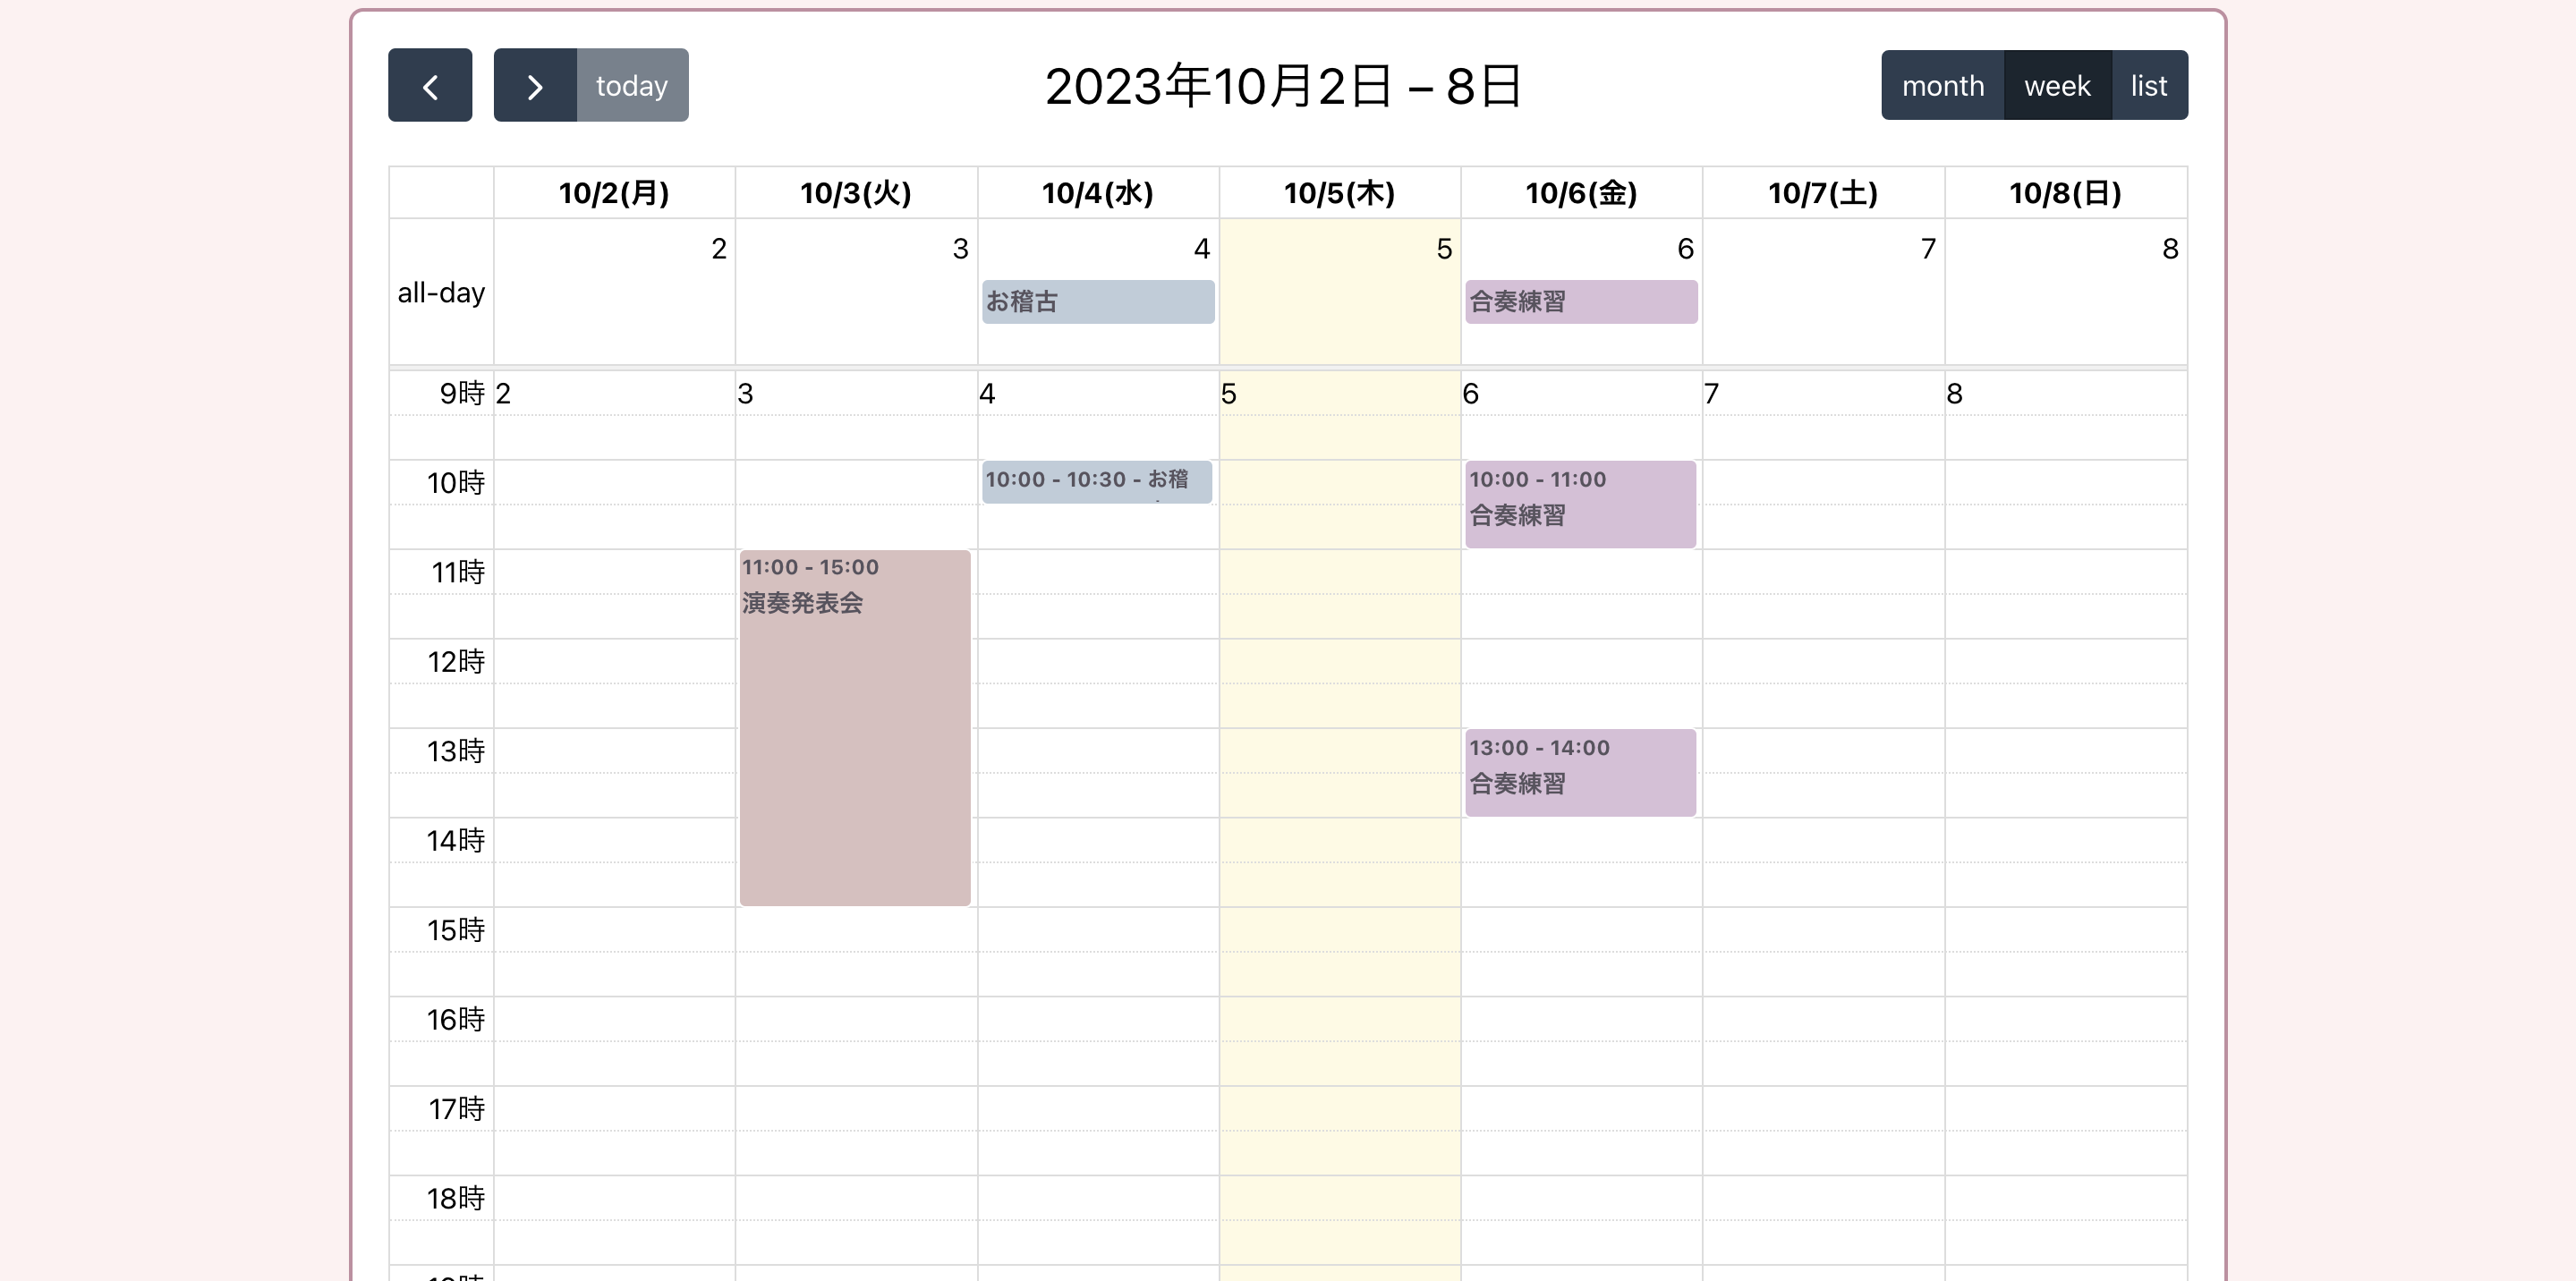 today
2023年10月2日 – 8日
month week list
10/2(月) 10/3(火) 10/4(水) 10/5(木) 10/6(金) 10/7(土) 10/8(日)
2 3 4 5 6 7 8
all-day お稽古 合奏練習
9時 2 3 4 5 6 7 8
10時
10:00 - 10:30 - お稽
10:00 - 11:00
合奏練習
11時
11:00 - 15:00
演奏発表会
12時
13時
13:00 - 14:00
合奏練習
14時
15時
16時
17時
18時